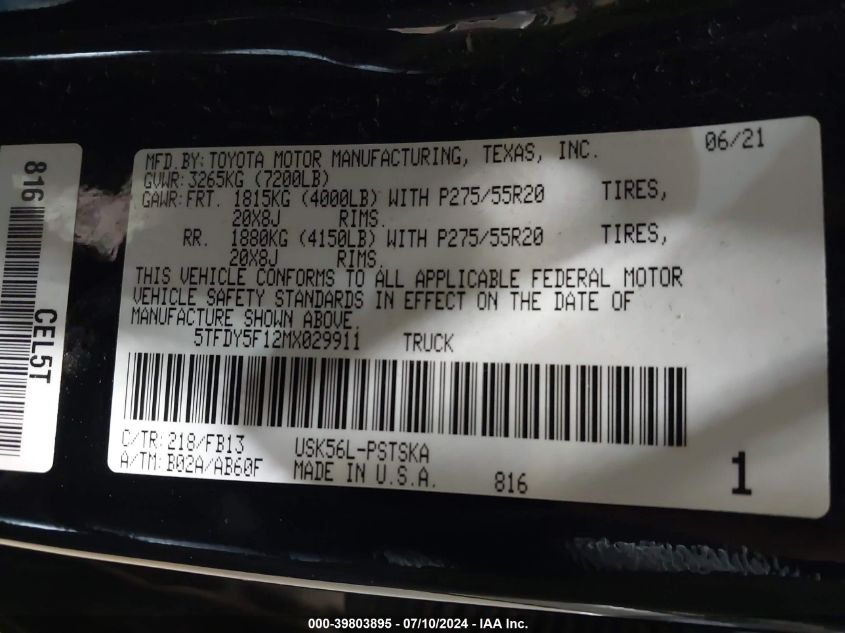 816
CEL5T
MFD.BY:TOYOTA MOTOR MANUFACTURING, TEXAS, INC. 06/21
GVWR:3265KG (7200LB)
GAWR:FRT. 1815KG (4000LB) WITH P275/55R20 TIRES,
20X8J RIMS.
RR. 1880KG (4150LB) WITH P275/55R20 TIRES,
20X8J RIMS.
THIS VEHICLE CONFORMS TO ALL APPLICABLE FEDERAL MOTOR
VEHICLE SAFETY STANDARDS IN EFFECT ON THE DATE OF
MANUFACTURE SHOWN ABOVE.
5TFDY5F12MX029911 TRUCK
C/TR:218/FB13 USK56L-PSTSKA
A/TM:B02A/AB60F MADE IN U.S.A. 816 1
000-39803895 - 07/10/2024 - IAA Inc.